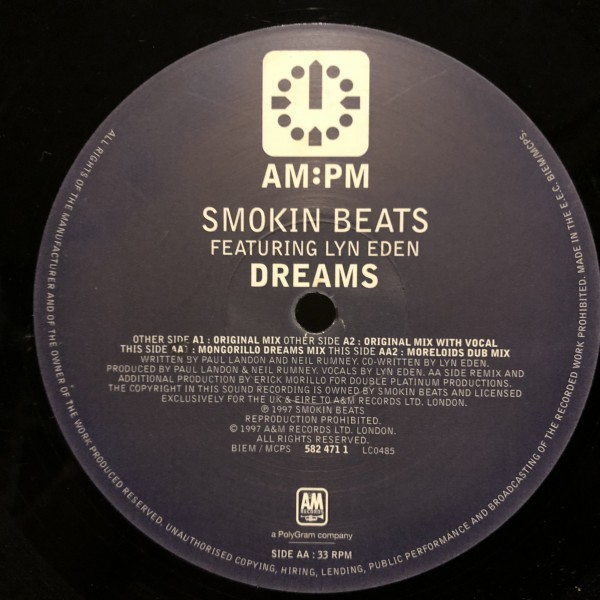 AM:PM
SMOKIN BEATS
FEATURING LYN EDEN
DREAMS
OTHER SIDE A1 : ORIGINAL MIX OTHER SIDE A2 : ORIGINAL MIX WITH VOCAL
THIS SIDE AA1 : MONGORILLO DREAMS MIX THIS SIDE AA2 : MORELOIDS DUB MIX
WRITTEN BY PAUL LANDON AND NEIL RUMNEY. CO-WRITTEN BY LYN EDEN.
PRODUCED BY PAUL LANDON & NEIL RUMNEY. VOCALS BY LYN EDEN. AA SIDE REMIX AND
ADDITIONAL PRODUCTION BY ERICK MORILLO FOR DOUBLE PLATINUM PRODUCTIONS.
THE COPYRIGHT IN THIS SOUND RECORDING IS OWNED BY SMOKIN BEATS AND LICENSED
EXCLUSIVELY FOR THE UK & EIRE TO A&M RECORDS LTD. LONDON.
℗ 1997 SMOKIN BEATS
REPRODUCTION PROHIBITED.
© 1997 A&M RECORDS LTD. LONDON.
ALL RIGHTS RESERVED.
BIEM / MCPS 582 471 1 LC0485
AM
RECORDS
a PolyGram company
SIDE AA : 33 RPM
ALL RIGHTS OF THE MANUFACTURER AND OF THE OWNER OF THE WORK PRODUCED RESERVED. UNAUTHORISED COPYING, HIRING, LENDING, PUBLIC PERFORMANCE AND BROADCASTING OF THE RECORDED WORK PROHIBITED. MADE IN THE E.E.C. BIEM/MCPS.